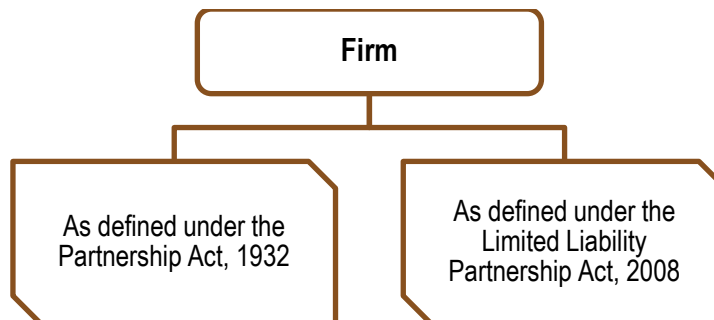 Firm
As defined under the
Partnership Act, 1932
As defined under the
Limited Liability
Partnership Act, 2008